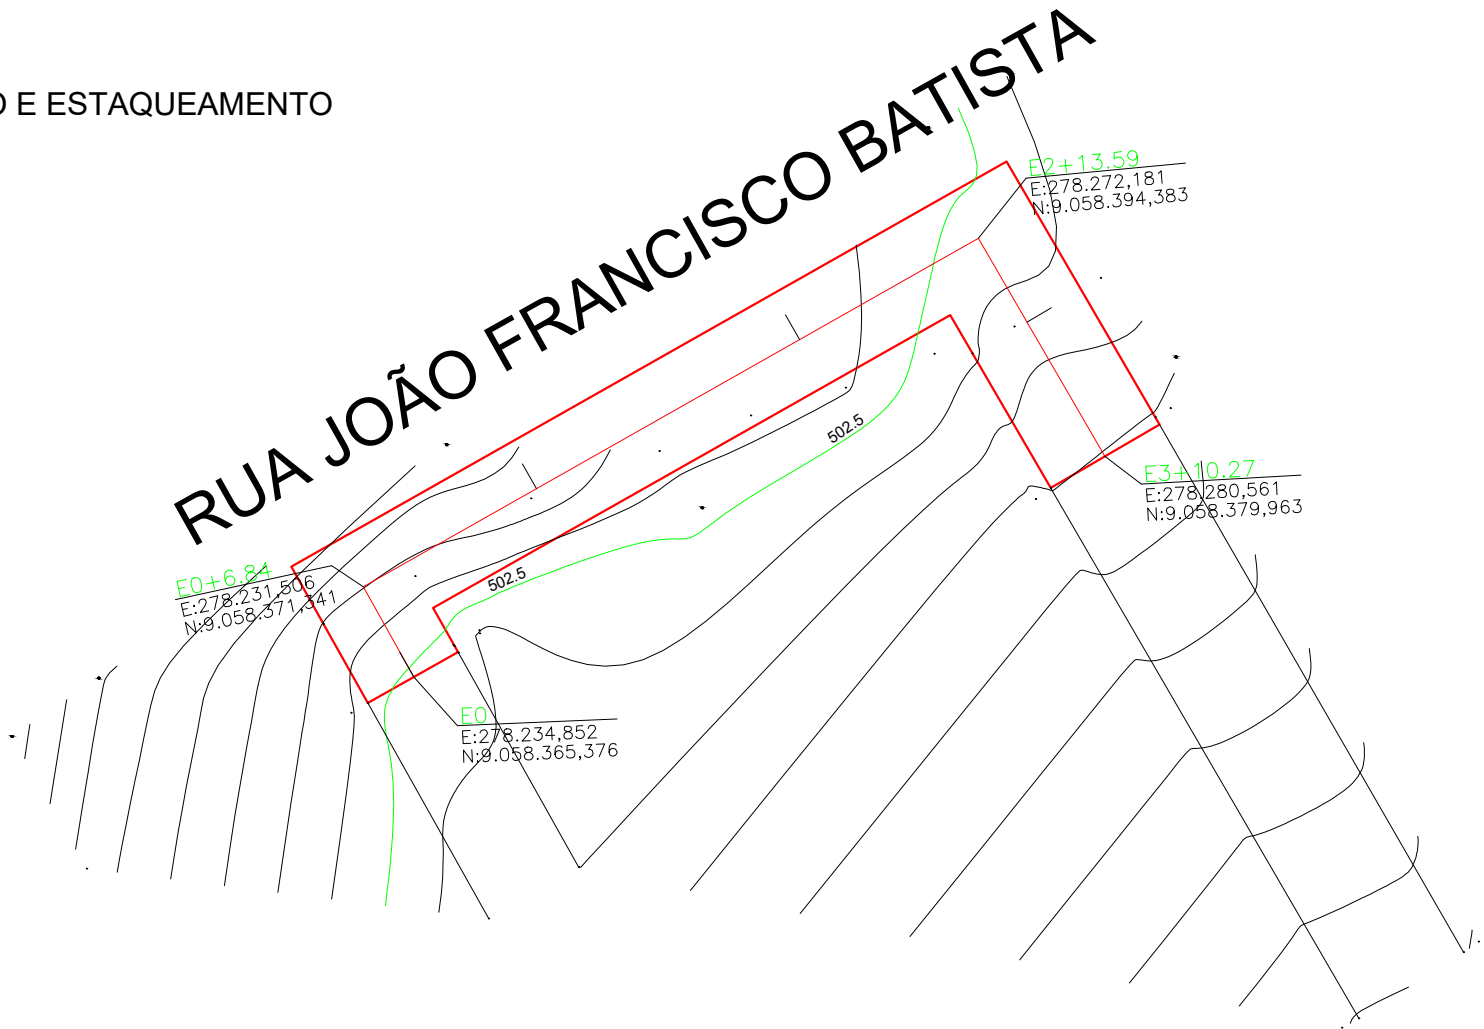 O E ESTAQUEAMENTO
RUA JOÃO FRANCISCO BATISTA
E2+13.59
E:278.272,181
N:9.058.394,383
502.5
E3+10.27
E:278.280,561
N:9.058.379,963
502.5
E0+6.84
E:278.231,506
N:9.058.371,341
E0
E:278.234,852
N:9.058.365,376